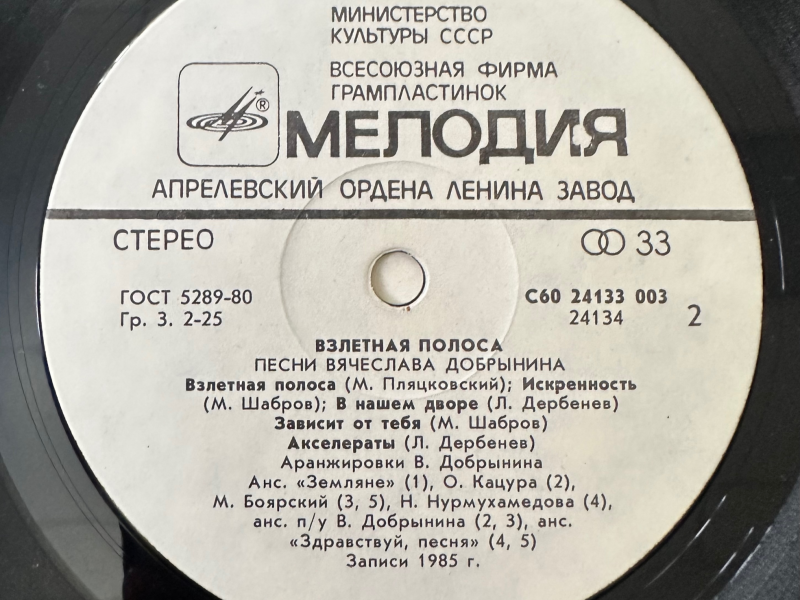 МИНИСТЕРСТВО
КУЛЬТУРЫ СССР
ВСЕСОЮЗНАЯ ФИРМА
ГРАМПЛАСТИНОК
® МЕЛОДИЯ
АПРЕЛЕВСКИЙ ОРДЕНА ЛЕНИНА ЗАВОД
СТЕРЕО 33
ГОСТ 5289-80 С60 24133 003
Гр. 3. 2-25 24134 2
ВЗЛЕТНАЯ ПОЛОСА
ПЕСНИ ВЯЧЕСЛАВА ДОБРЫНИНА
Взлетная полоса (М. Пляцковский); Искренность
(М. Шабров); В нашем дворе (Л. Дербенев)
Зависит от тебя (М. Шабров)
Акселераты (Л. Дербенев)
Аранжировки В. Добрынина
Анс. «Земляне» (1), О. Кацура (2),
М. Боярский (3, 5), Н. Нурмухамедова (4),
анс. п/у В. Добрынина (2, 3), анс.
«Здравствуй, песня» (4, 5)
Записи 1985 г.